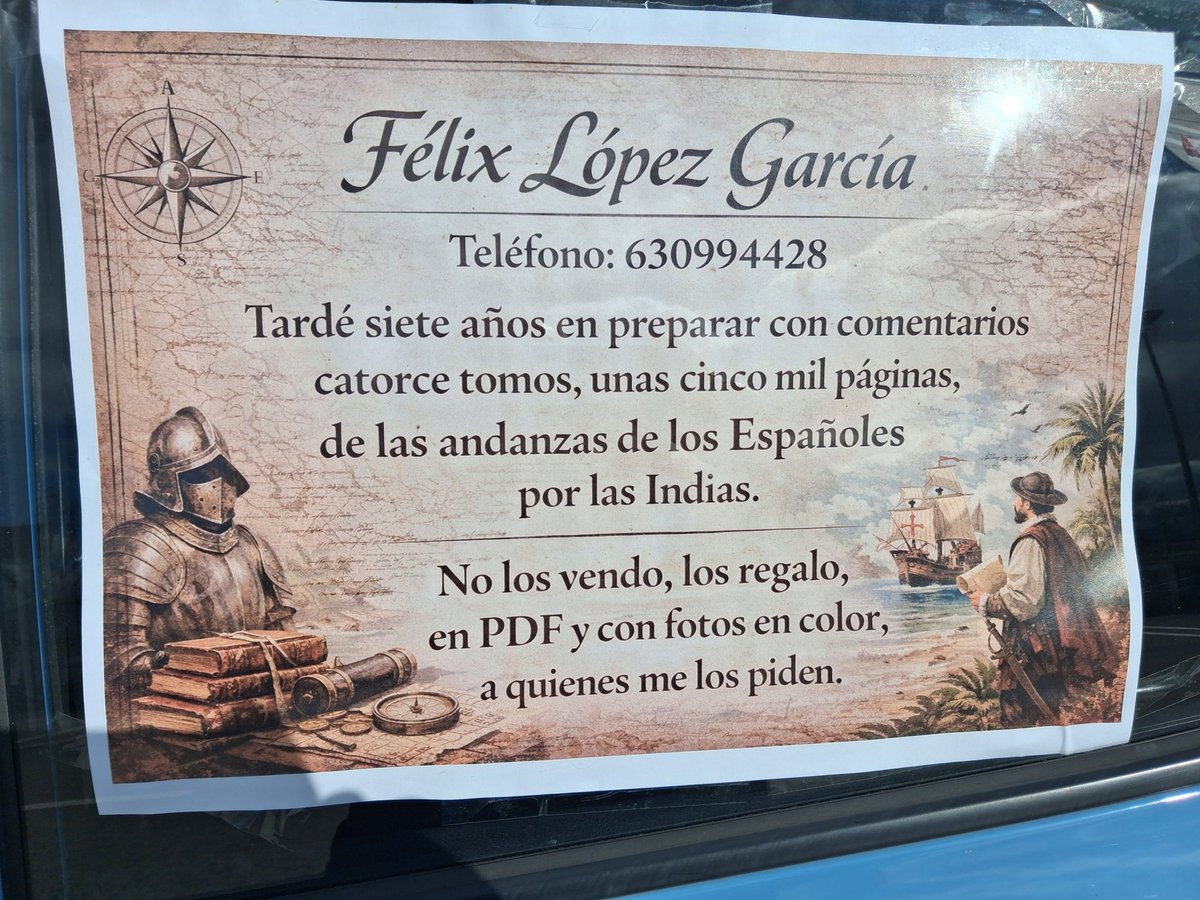 A
E
S
Félix López García
Teléfono: 630994428
Tardé siete años en preparar con comentarios
catorce tomos, unas cinco mil páginas,
de las andanzas de los Españoles
por las Indias.
No los vendo, los regalo,
en PDF y con fotos en color,
a quienes me los piden.